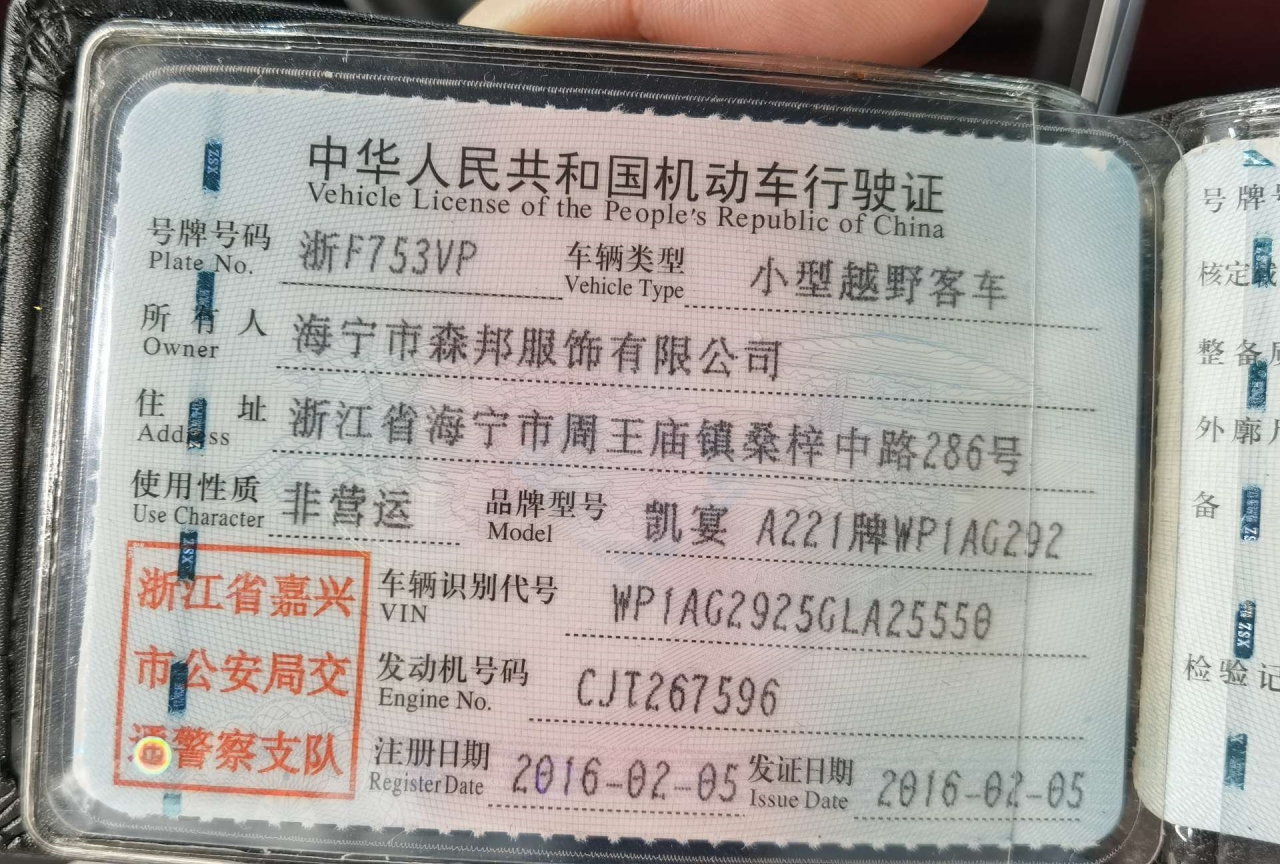 中华人民共和国机动车行驶证
Vehicle License of the People's Republic of China
号牌号码 浙F753VP 车辆类型 小型越野客车
Plate No. Vehicle Type
所有人 海宁市森邦服饰有限公司
Owner
住址 浙江省海宁市周王庙镇桑梓中路286号
Address
使用性质 非营运 品牌型号 凯宴 A221牌WP1AG292
Use Character Model
浙江省嘉兴
市公安局交
通警察支队
车辆识别代号 WP1AG2925GLA25550
VIN
发动机号码 CJT267596
Engine No.
注册日期 2016-02-05 发证日期 2016-02-05
Register Date Issue Date
号牌
核定载
整备
外廓
备
检验记
ZSX
ZSX
ZSX